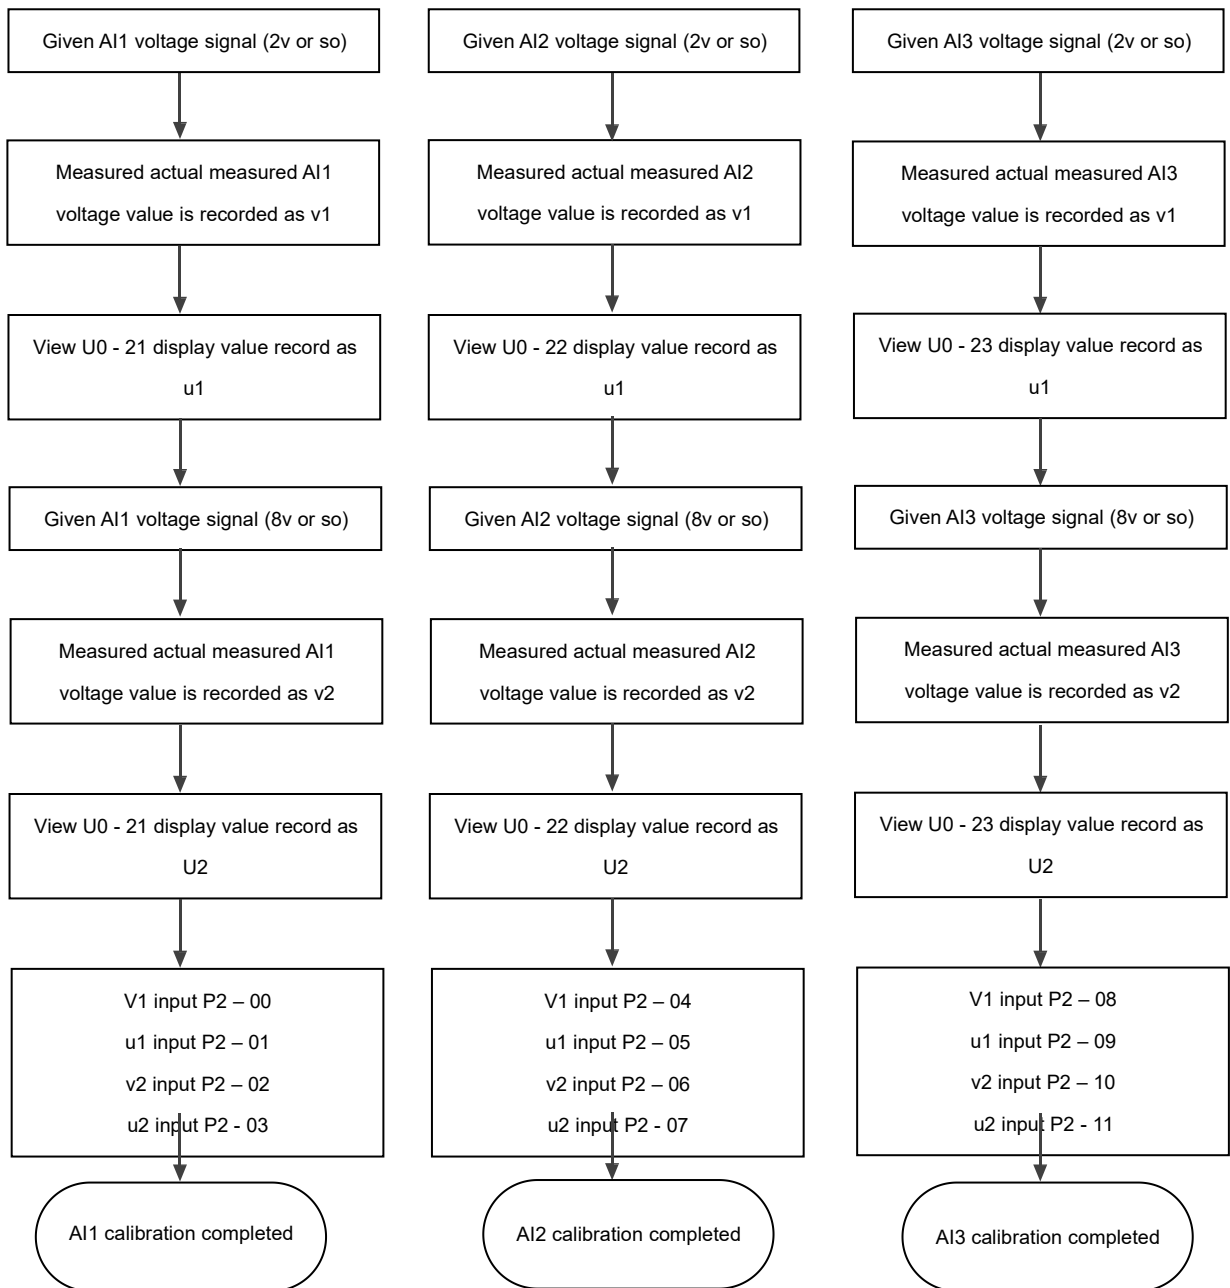 Given AI1 voltage signal (2v or so)
Measured actual measured AI1
voltage value is recorded as v1
View U0 - 21 display value record as
u1
Given AI1 voltage signal (8v or so)
Measured actual measured AI1
voltage value is recorded as v2
View U0 - 21 display value record as
U2
V1 input P2 – 00
u1 input P2 – 01
v2 input P2 – 02
u2 input P2 - 03
AI1 calibration completed
Given AI2 voltage signal (2v or so)
Measured actual measured AI2
voltage value is recorded as v1
View U0 - 22 display value record as
u1
Given AI2 voltage signal (8v or so)
Measured actual measured AI2
voltage value is recorded as v2
View U0 - 22 display value record as
U2
V1 input P2 – 04
u1 input P2 – 05
v2 input P2 – 06
u2 input P2 - 07
AI2 calibration completed
Given AI3 voltage signal (2v or so)
Measured actual measured AI3
voltage value is recorded as v1
View U0 - 23 display value record as
u1
Given AI3 voltage signal (8v or so)
Measured actual measured AI3
voltage value is recorded as v2
View U0 - 23 display value record as
U2
V1 input P2 – 08
u1 input P2 – 09
v2 input P2 – 10
u2 input P2 - 11
AI3 calibration completed